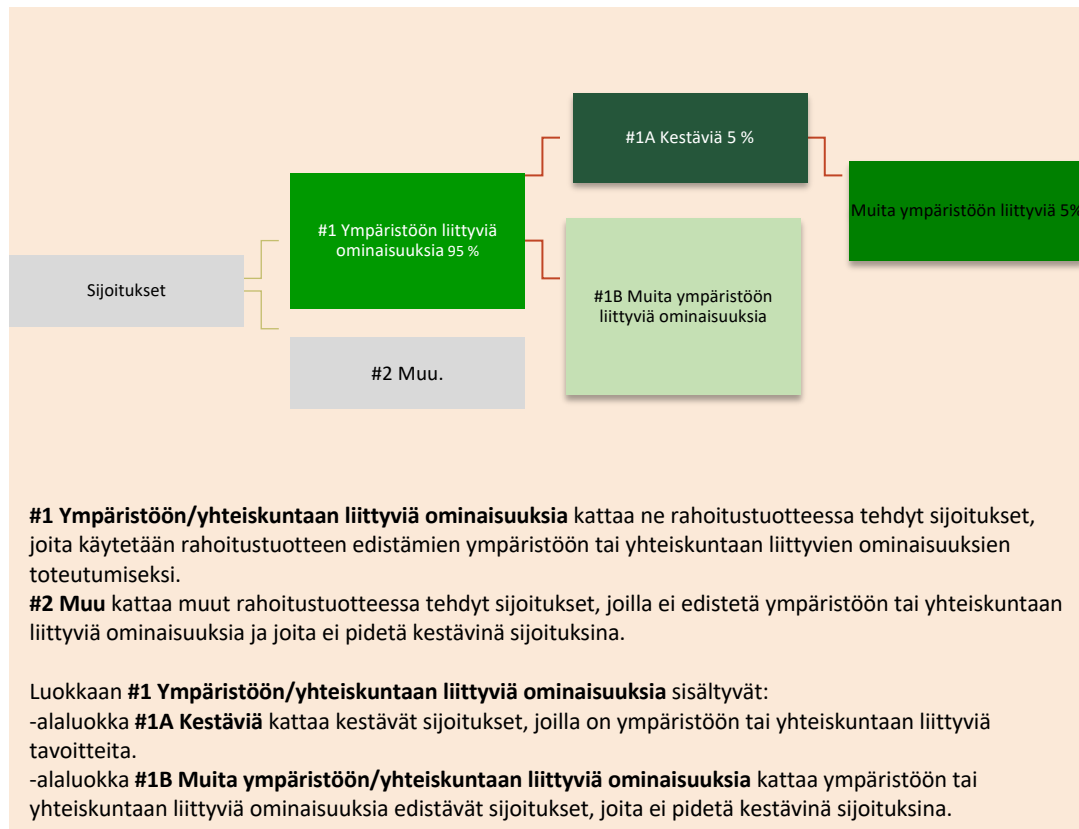 #1A Kestäviä 5 %
Muita ympäristöön liittyviä 5%
#1 Ympäristöön liittyviä
ominaisuuksia 95 %
Sijoitukset
#1B Muita ympäristöön
liittyviä ominaisuuksia
#2 Muu.
#1 Ympäristöön/yhteiskuntaan liittyviä ominaisuuksia kattaa ne rahoitustuotteessa tehdyt sijoitukset,
joita käytetään rahoitustuotteen edistämien ympäristöön tai yhteiskuntaan liittyvien ominaisuuksien
toteutumiseksi.
#2 Muu kattaa muut rahoitustuotteessa tehdyt sijoitukset, joilla ei edistetä ympäristöön tai yhteiskuntaan
liittyviä ominaisuuksia ja joita ei pidetä kestävinä sijoituksina.
Luokkaan #1 Ympäristöön/yhteiskuntaan liittyviä ominaisuuksia sisältyvät:
-alaluokka #1A Kestäviä kattaa kestävät sijoitukset, joilla on ympäristöön tai yhteiskuntaan liittyviä
tavoitteita.
-alaluokka #1B Muita ympäristöön/yhteiskuntaan liittyviä ominaisuuksia kattaa ympäristöön tai
yhteiskuntaan liittyviä ominaisuuksia edistävät sijoitukset, joita ei pidetä kestävinä sijoituksina.